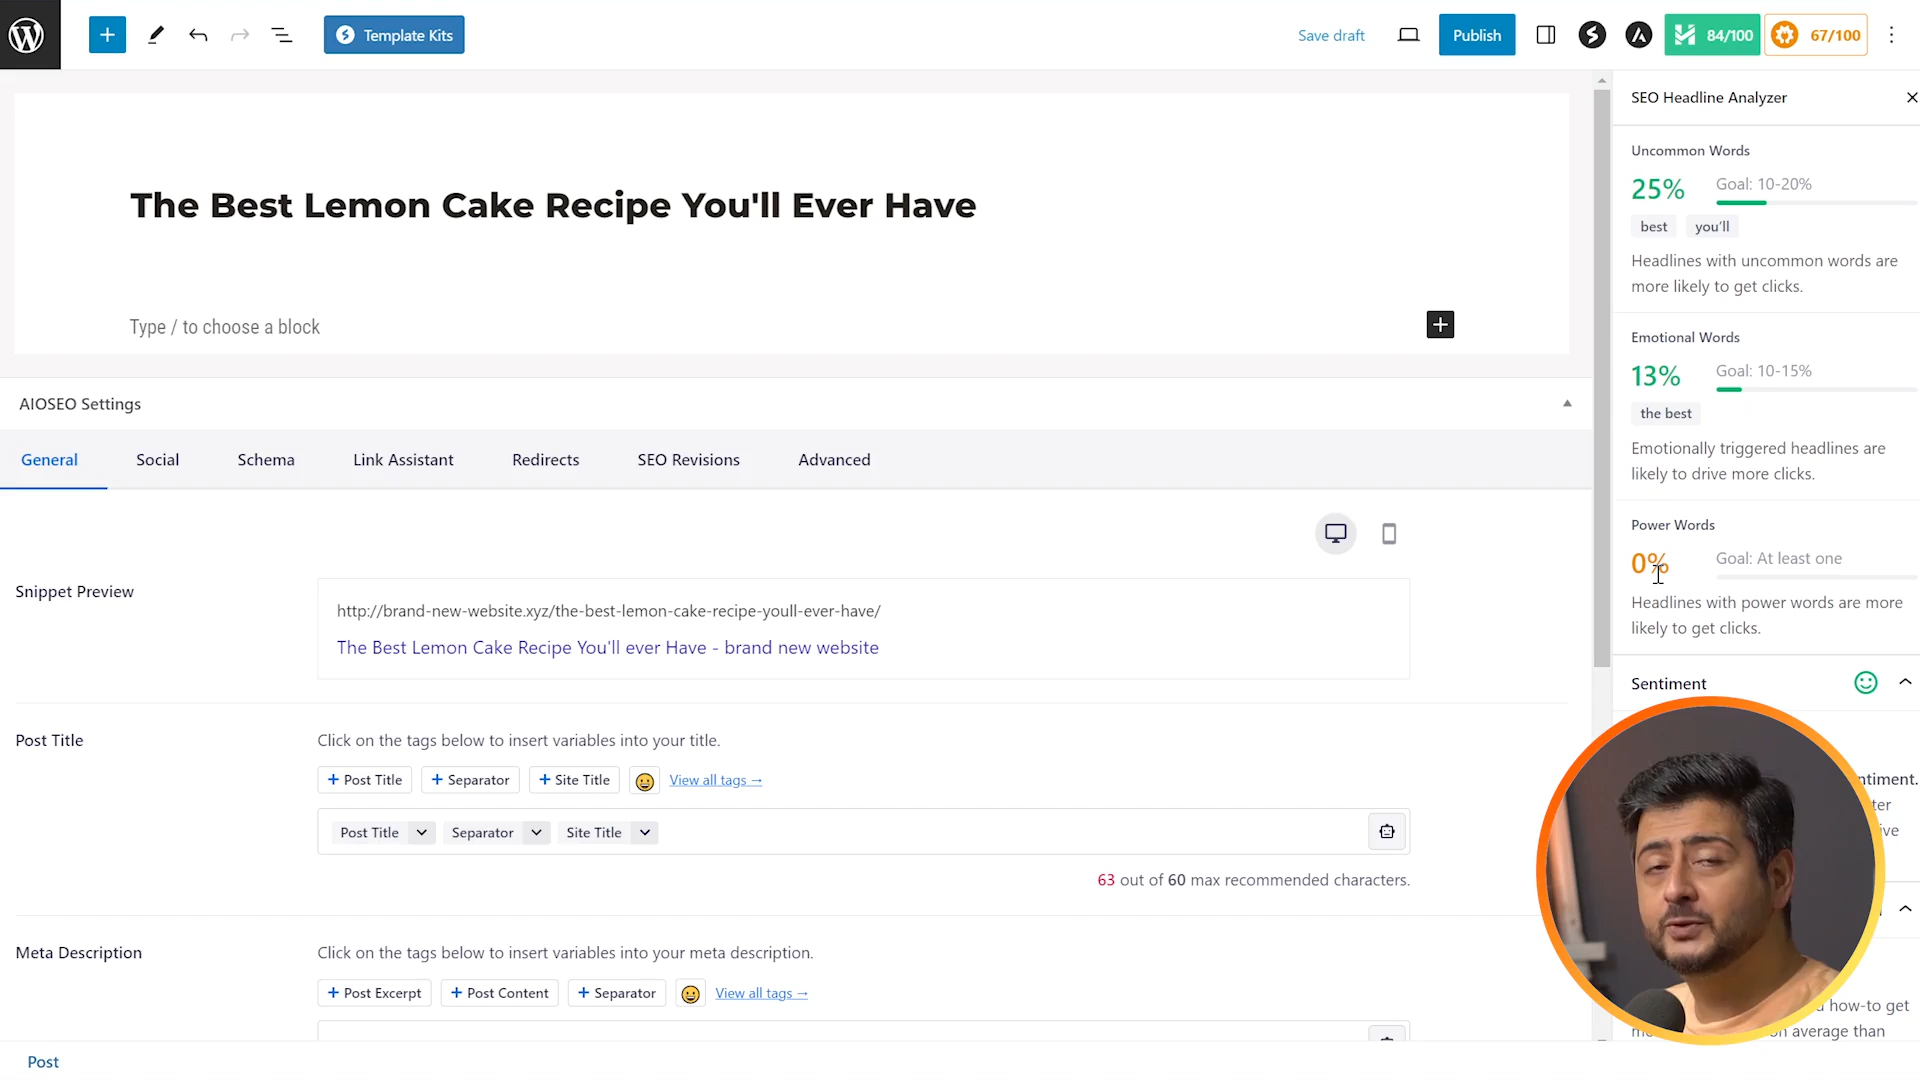 Template Kits
Save draft
Publish
84/100
67/100
SEO Headline Analyzer
The Best Lemon Cake Recipe You'll Ever Have
Type / to choose a block
Uncommon Words
25%
Goal: 10-20%
best
you'll
Headlines with uncommon words are
more likely to get clicks.
Emotional Words
13%
Goal: 10-15%
the best
Emotionally triggered headlines are
likely to drive more clicks.
Power Words
0%
Goal: At least one
Headlines with power words are more
likely to get clicks.
Sentiment
ntiment.
ter
ive
how-to get
on average than
AIOSEO Settings
General
Social
Schema
Link Assistant
Redirects
SEO Revisions
Advanced
Snippet Preview
http://brand-new-website.xyz/the-best-lemon-cake-recipe-youll-ever-have/
The Best Lemon Cake Recipe You'll ever Have - brand new website
Post Title
Click on the tags below to insert variables into your title.
+ Post Title
+ Separator
+ Site Title
View all tags →
Post Title
Separator
Site Title
63 out of 60 max recommended characters.
Meta Description
Click on the tags below to insert variables into your meta description.
+ Post Excerpt
+ Post Content
+ Separator
View all tags →
Post